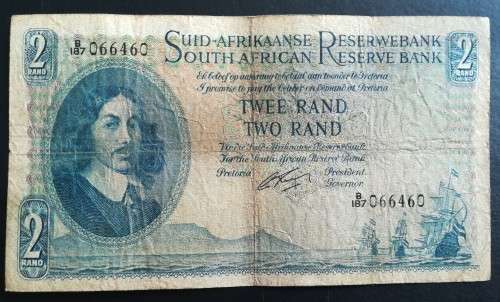 2
RAND
B/187 066460
SUID-AFRIKAANSE RESERWEBANK
SOUTH AFRICAN RESERVE BANK
2
RAND
Ek beloof op aanvraag te betaal aan toonder te Pretoria
I promise to pay the bearer on demand at Pretoria
TWEE RAND
TWO RAND
Vir die Suid-Afrikaanse Reserwebank
For the South African Reserve Bank
Pretoria
President
Governor
B/187 066460
2
RAND